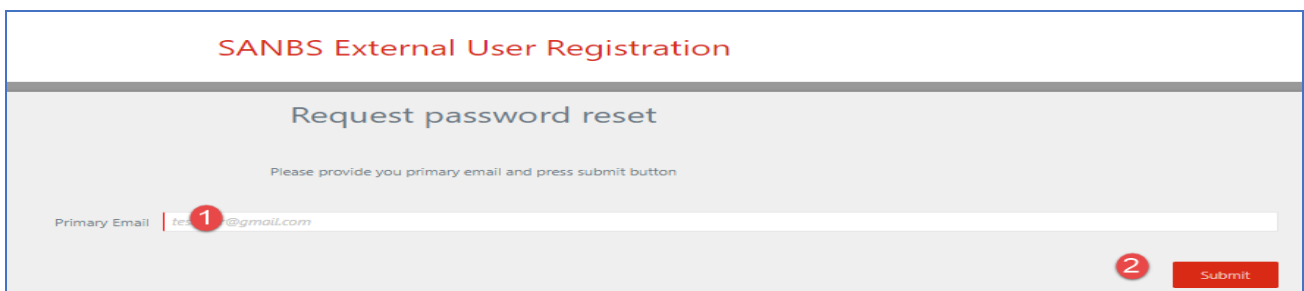 SANBS External User Registration
Request password reset
Please provide you primary email and press submit button
Primary Email 1 @gmail.com
2 Submit